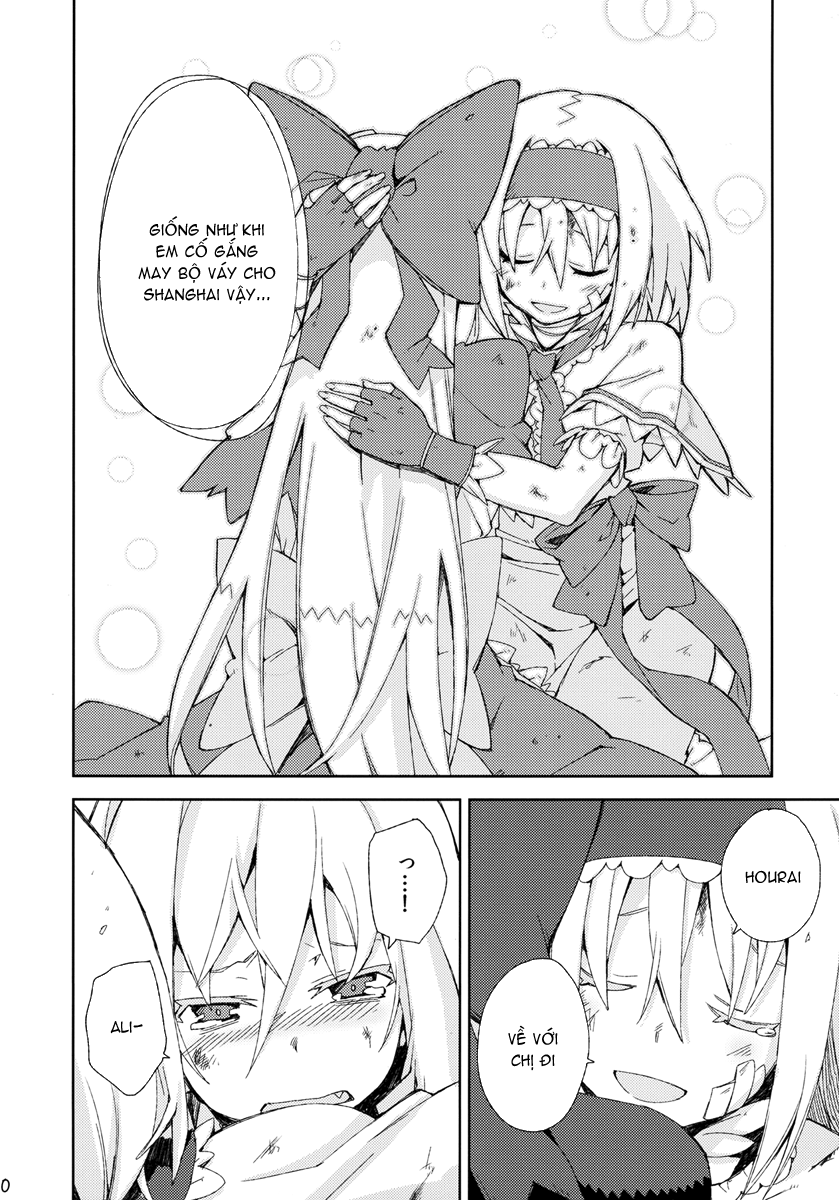 GIỐNG NHƯ KHI
EM CỐ GẮNG
MAY BỘ VÁY CHO
SHANGHAI VẬY...
HOURAI
VỀ VỚI
CHỊ ĐI
っ…!
ALI-
0